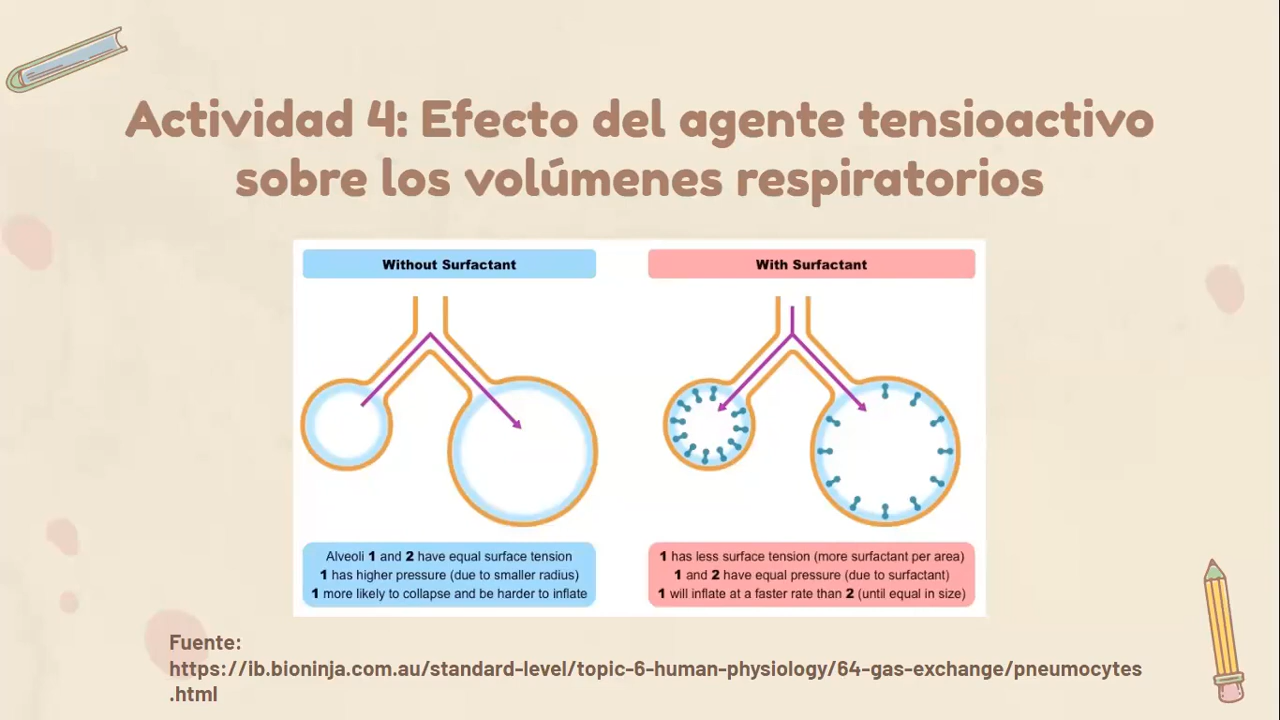 Actividad 4: Efecto del agente tensioactivo
sobre los volúmenes respiratorios
Without Surfactant
With Surfactant
Alveoli 1 and 2 have equal surface tension
1 has higher pressure (due to smaller radius)
1 more likely to collapse and be harder to inflate
1 has less surface tension (more surfactant per area)
1 and 2 have equal pressure (due to surfactant)
1 will inflate at a faster rate than 2 (until equal in size)
Fuente:
https://ib.bioninja.com.au/standard-level/topic-6-human-physiology/64-gas-exchange/pneumocytes
.html